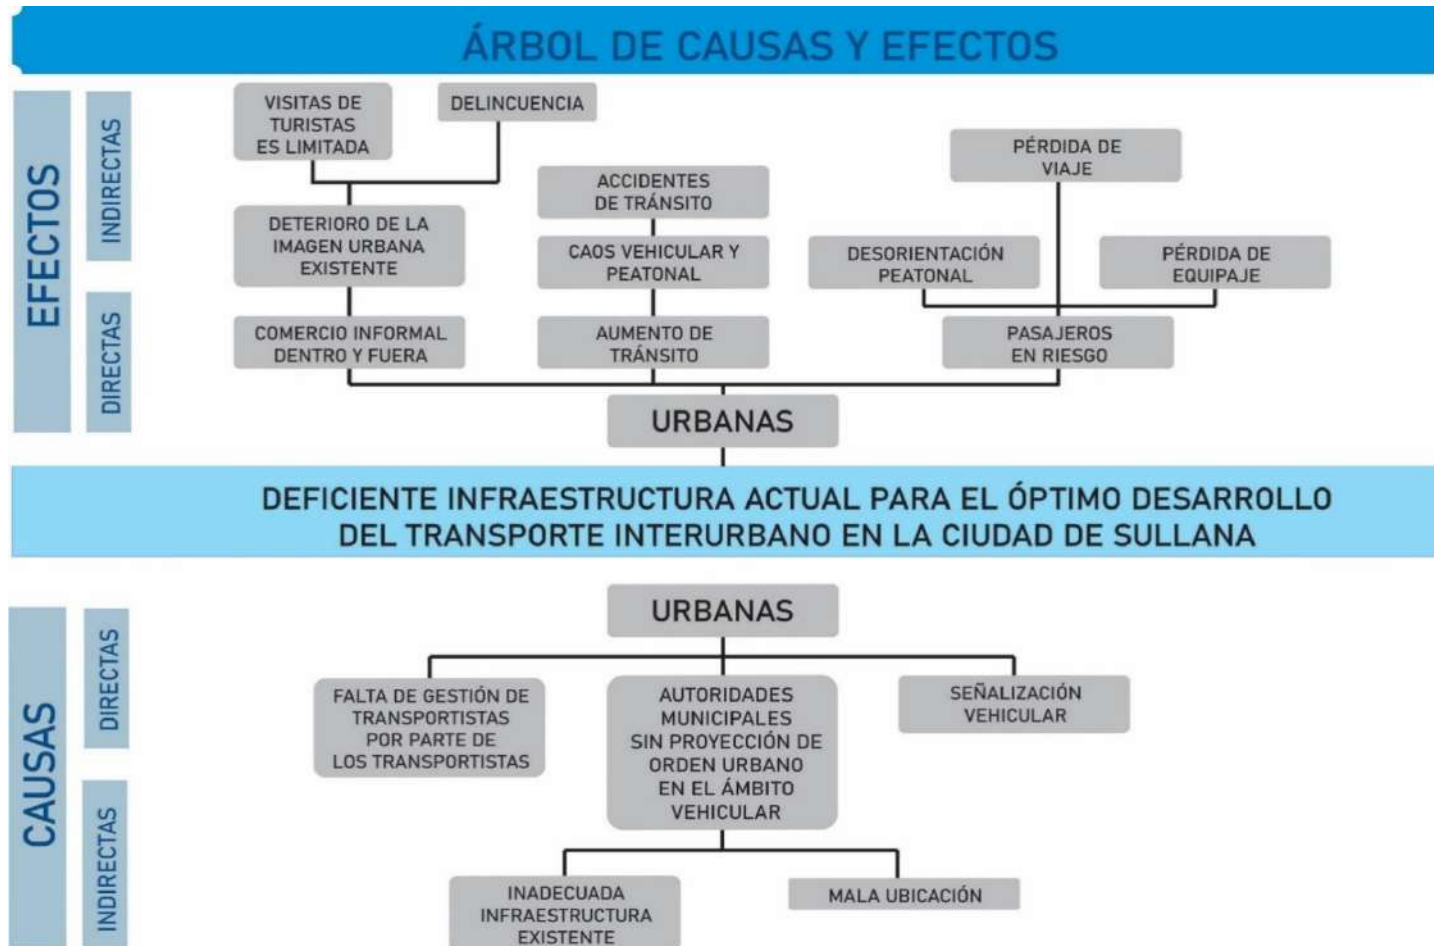 ÁRBOL DE CAUSAS Y EFECTOS
EFECTOS
INDIRECTAS
DIRECTAS
VISITAS DE
TURISTAS
ES LIMITADA
DELINCUENCIA
DETERIORO DE LA
IMAGEN URBANA
EXISTENTE
COMERCIO INFORMAL
DENTRO Y FUERA
ACCIDENTES
DE TRÁNSITO
CAOS VEHICULAR Y
PEATONAL
AUMENTO DE
TRÁNSITO
PÉRDIDA DE
VIAJE
DESORIENTACIÓN
PEATONAL
PÉRDIDA DE
EQUIPAJE
PASAJEROS
EN RIESGO
URBANAS
DEFICIENTE INFRAESTRUCTURA ACTUAL PARA EL ÓPTIMO DESARROLLO
DEL TRANSPORTE INTERURBANO EN LA CIUDAD DE SULLANA
CAUSAS
DIRECTAS
INDIRECTAS
URBANAS
FALTA DE GESTIÓN DE
TRANSPORTISTAS
POR PARTE DE
LOS TRANSPORTISTAS
AUTORIDADES
MUNICIPALES
SIN PROYECCIÓN DE
ORDEN URBANO
EN EL ÁMBITO
VEHICULAR
SEÑALIZACIÓN
VEHICULAR
INADECUADA
INFRAESTRUCTURA
EXISTENTE
MALA UBICACIÓN